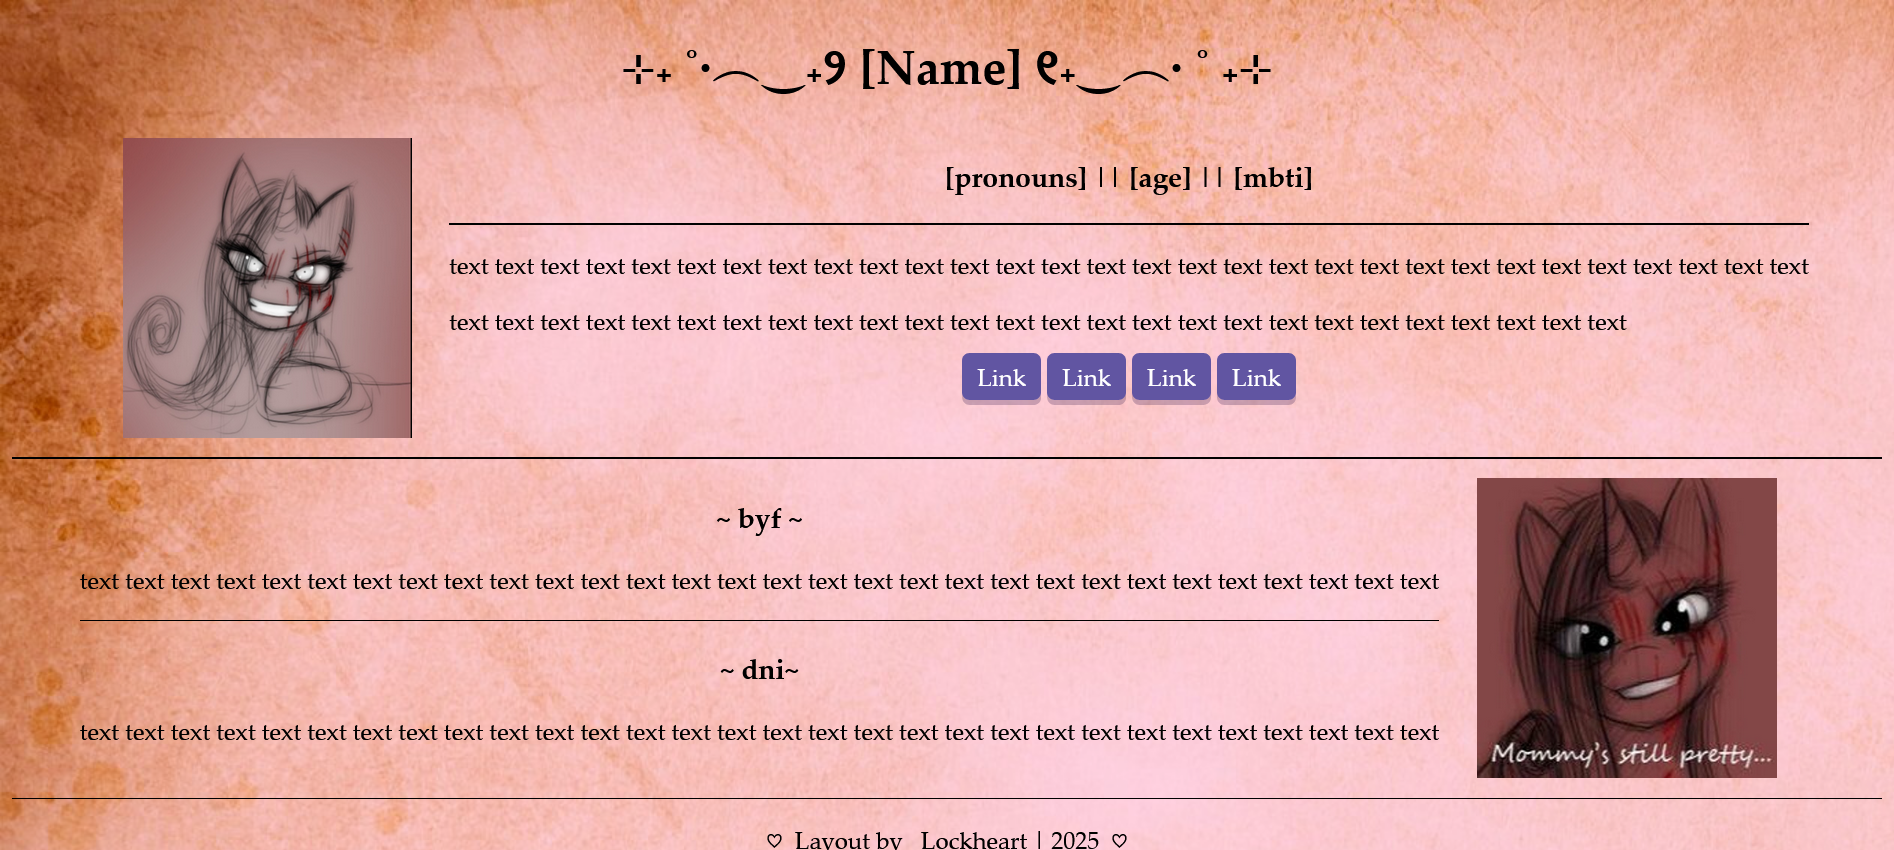 ⊹₊ ˚‧︵‿₊୨ [Name] ୧₊‿︵‧ ˚ ₊⊹
[pronouns] || [age] || [mbti]
text text text text text text text text text text text text text text text text text text text text text text text text text text text text text text
text text text text text text text text text text text text text text text text text text text text text text text text text text
Link Link Link Link
~ byf ~
text text text text text text text text text text text text text text text text text text text text text text text text text text text text text text
~ dni~
text text text text text text text text text text text text text text text text text text text text text text text text text text text text text text
Mommy's still pretty...
♡ Layout by Lockheart | 2025 ♡